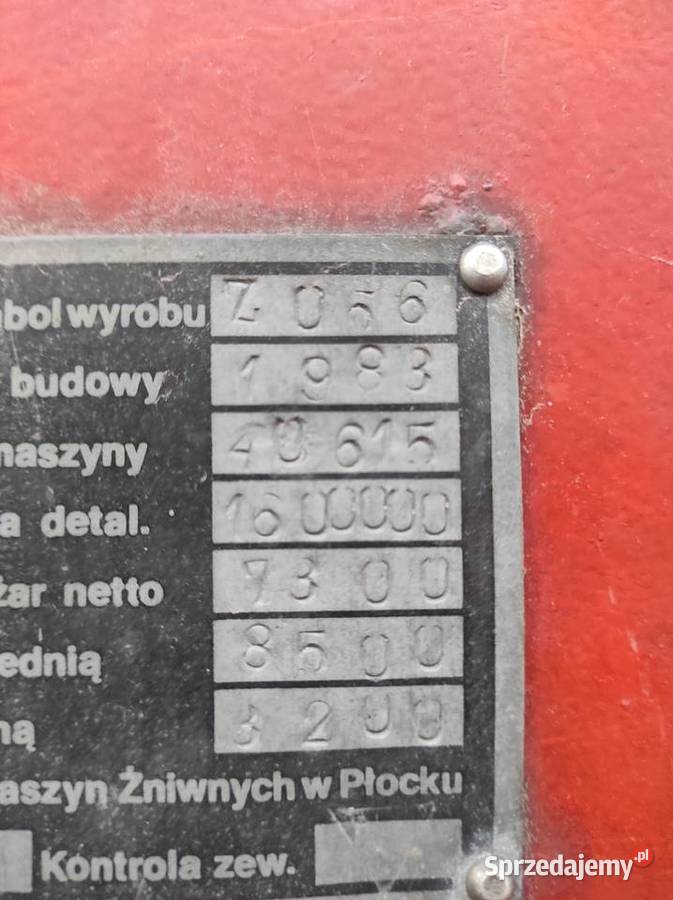 bol wyrobu Z056
budowy 1983
naszyny 40615
a detal. 1600000
żar netto 7300
ednią 8500
ną 3200
aszyn Żniwnych w Płocku
Kontrola zew.
Sprzedajemy.pl